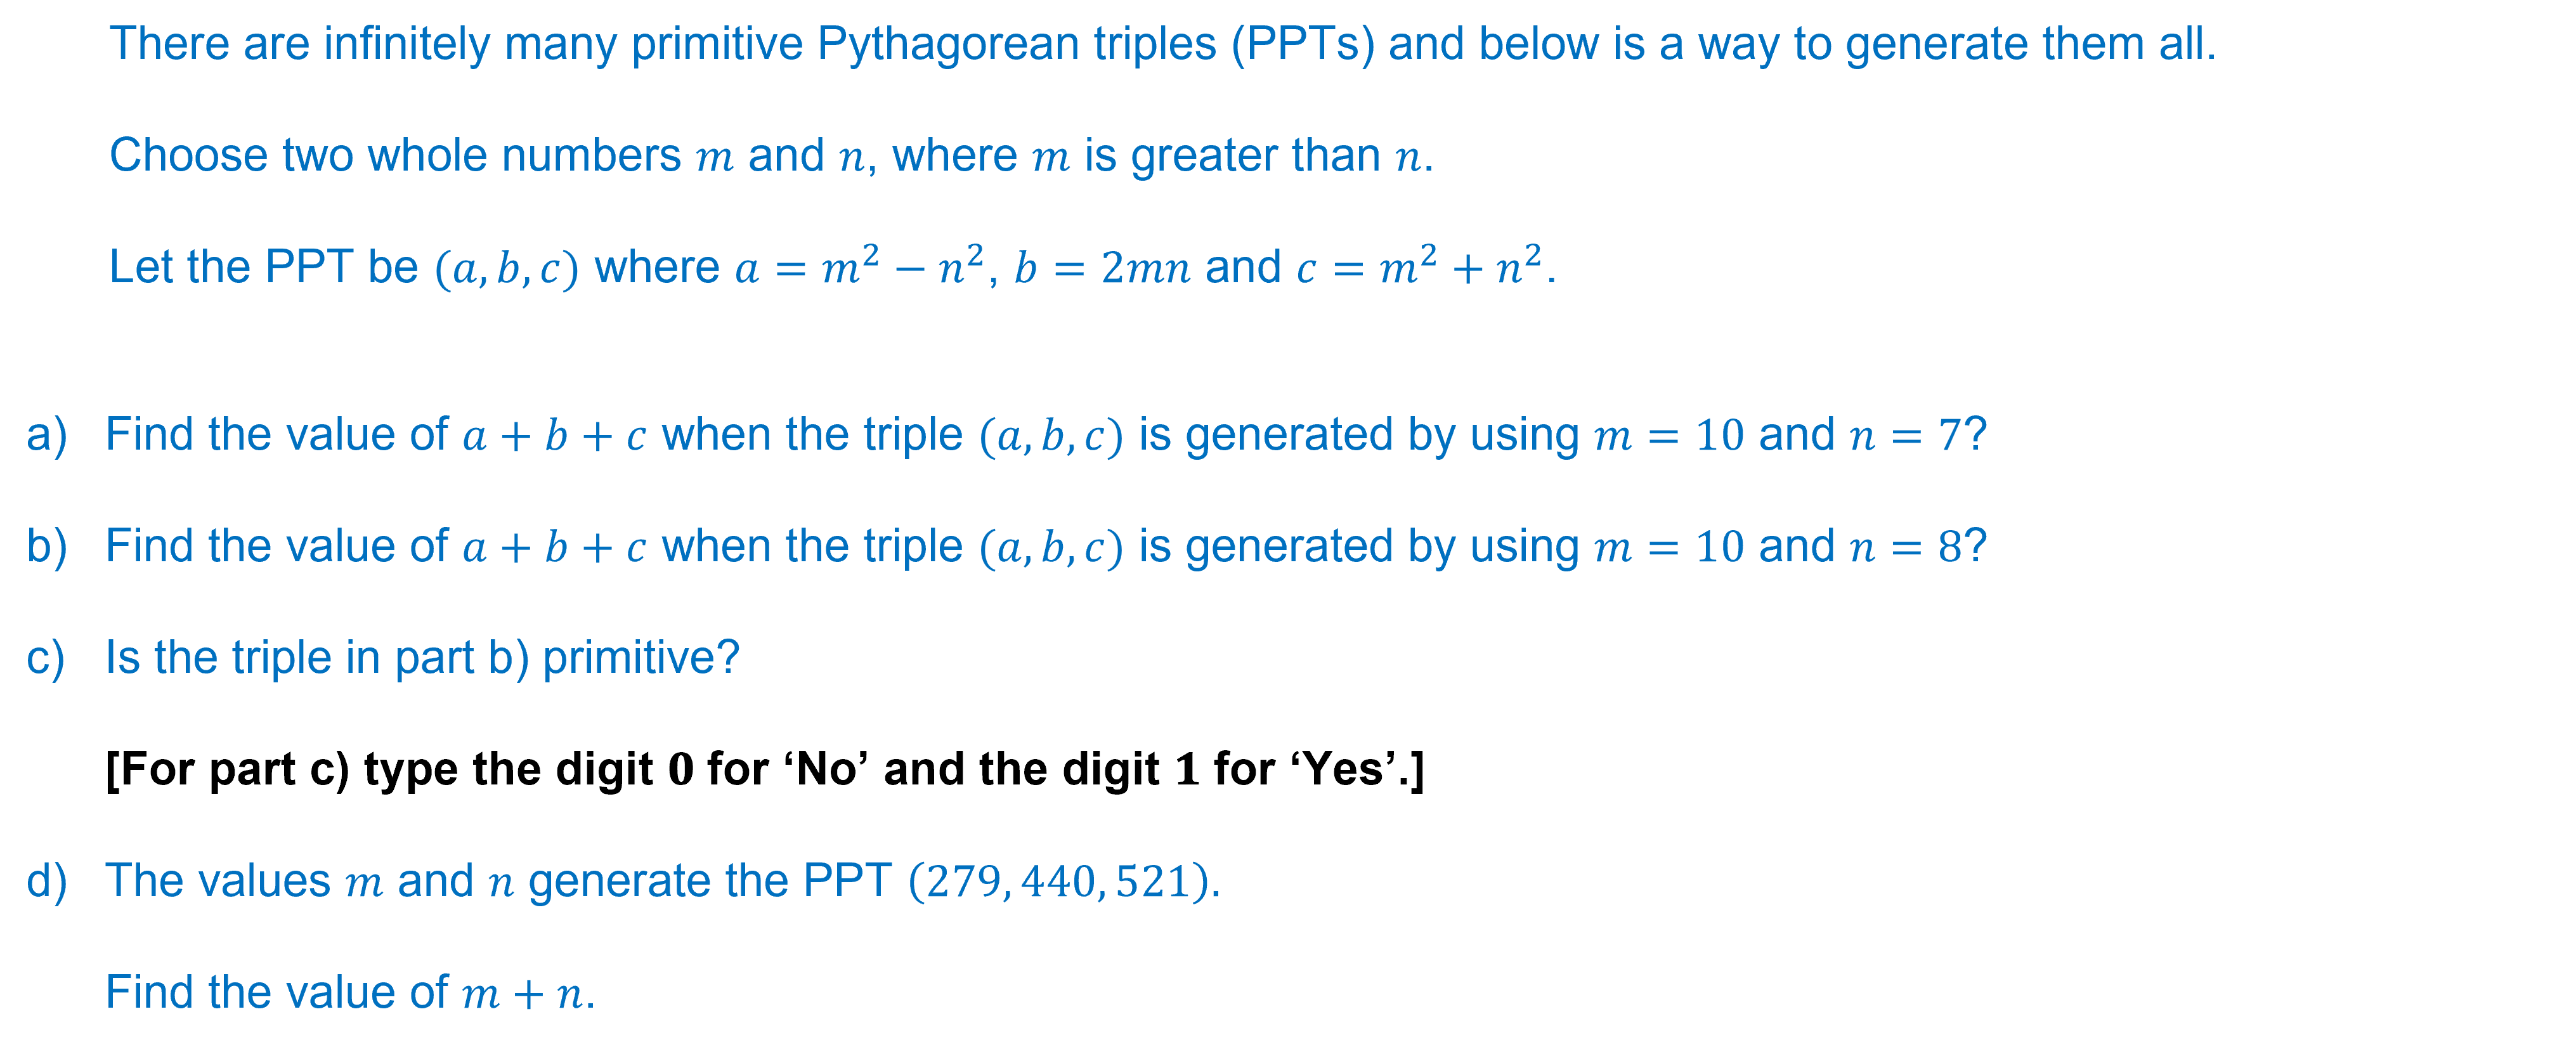 There are infinitely many primitive Pythagorean triples (PPTs) and below is a way to generate them all.
Choose two whole numbers m and n, where m is greater than n.
Let the PPT be (a, b, c) where a = m² − n², b = 2mn and c = m² + n².
a) Find the value of a + b + c when the triple (a, b, c) is generated by using m = 10 and n = 7?
b) Find the value of a + b + c when the triple (a, b, c) is generated by using m = 10 and n = 8?
c) Is the triple in part b) primitive?
[For part c) type the digit 0 for ‘No’ and the digit 1 for ‘Yes’.]
d) The values m and n generate the PPT (279, 440, 521).
Find the value of m + n.